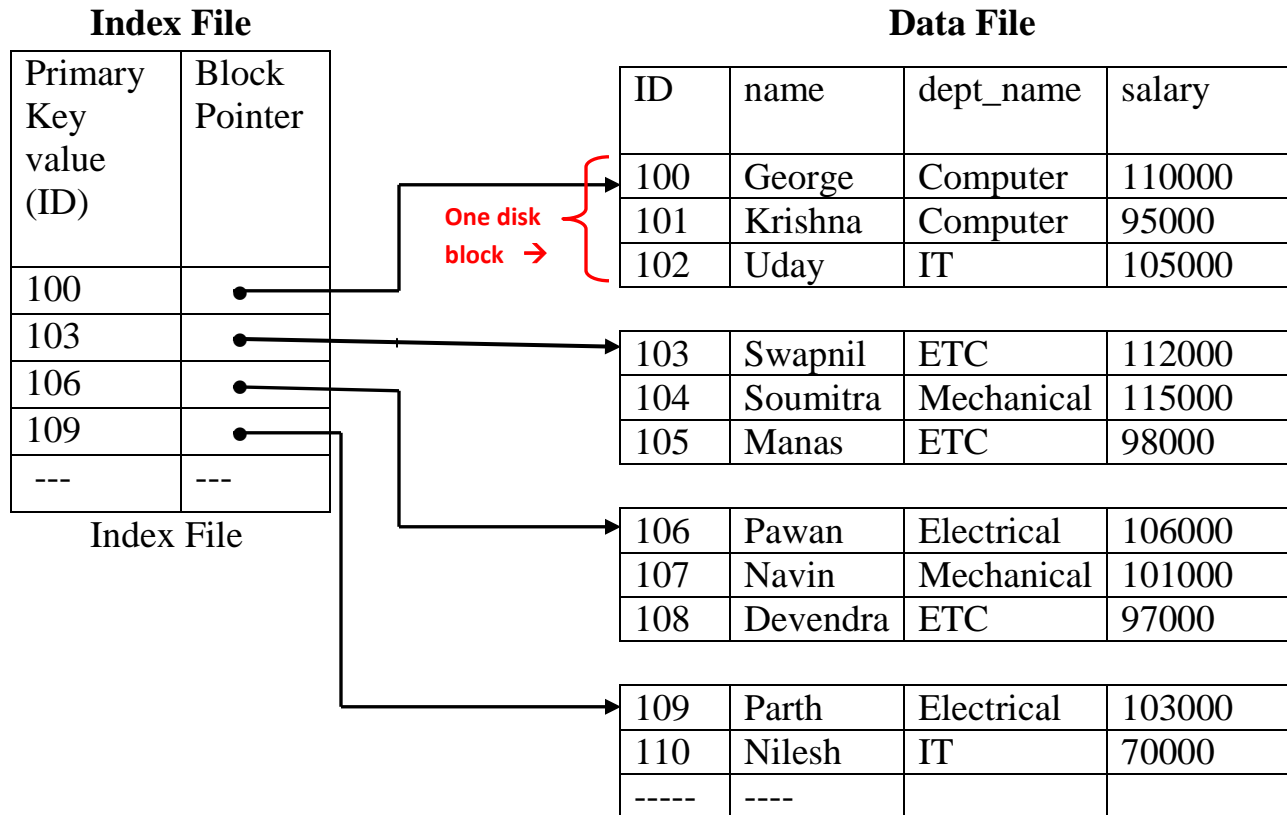 Index File
Data File
Primary Key value (ID) Block Pointer
100
103
106
109
--- ---
Index File
One disk
block →
ID name dept_name salary
100 George Computer 110000
101 Krishna Computer 95000
102 Uday IT 105000
103 Swapnil ETC 112000
104 Soumitra Mechanical 115000
105 Manas ETC 98000
106 Pawan Electrical 106000
107 Navin Mechanical 101000
108 Devendra ETC 97000
109 Parth Electrical 103000
110 Nilesh IT 70000
----- ----